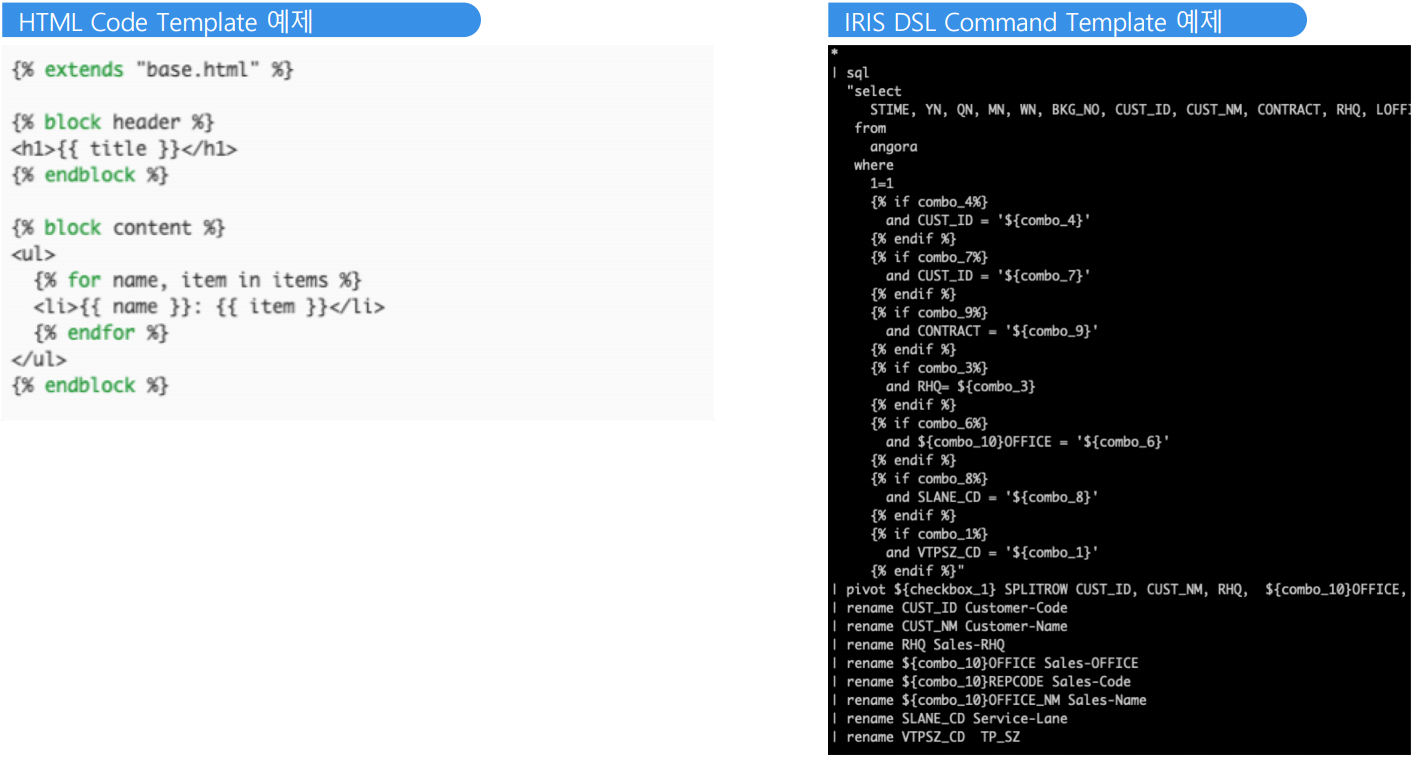 HTML Code Template 예제
{% extends "base.html" %}
{% block header %}
<h1>{{ title }}</h1>
{% endblock %}
{% block content %}
<ul>
{% for name, item in items %}
<li>{{ name }}: {{ item }}</li>
{% endfor %}
</ul>
{% endblock %}
IRIS DSL Command Template 예제
*
| sql
"select
STIME, YN, QN, MN, WN, BKG_NO, CUST_ID, CUST_NM, CONTRACT, RHQ, LOFFI
from
angora
where
1=1
{% if combo_4%}
and CUST_ID = '${combo_4}'
{% endif %}
{% if combo_7%}
and CUST_ID = '${combo_7}'
{% endif %}
{% if combo_9%}
and CONTRACT = '${combo_9}'
{% endif %}
{% if combo_3%}
and RHQ= ${combo_3}
{% endif %}
{% if combo_6%}
and ${combo_10}OFFICE = '${combo_6}'
{% endif %}
{% if combo_8%}
and SLANE_CD = '${combo_8}'
{% endif %}
{% if combo_1%}
and VTPSZ_CD = '${combo_1}'
{% endif %}"
| pivot ${checkbox_1} SPLITROW CUST_ID, CUST_NM, RHQ,  ${combo_10}OFFICE,
| rename CUST_ID Customer-Code
| rename CUST_NM Customer-Name
| rename RHQ Sales-RHQ
| rename ${combo_10}OFFICE Sales-OFFICE
| rename ${combo_10}REPCODE Sales-Code
| rename ${combo_10}OFFICE_NM Sales-Name
| rename SLANE_CD Service-Lane
| rename VTPSZ_CD  TP_SZ